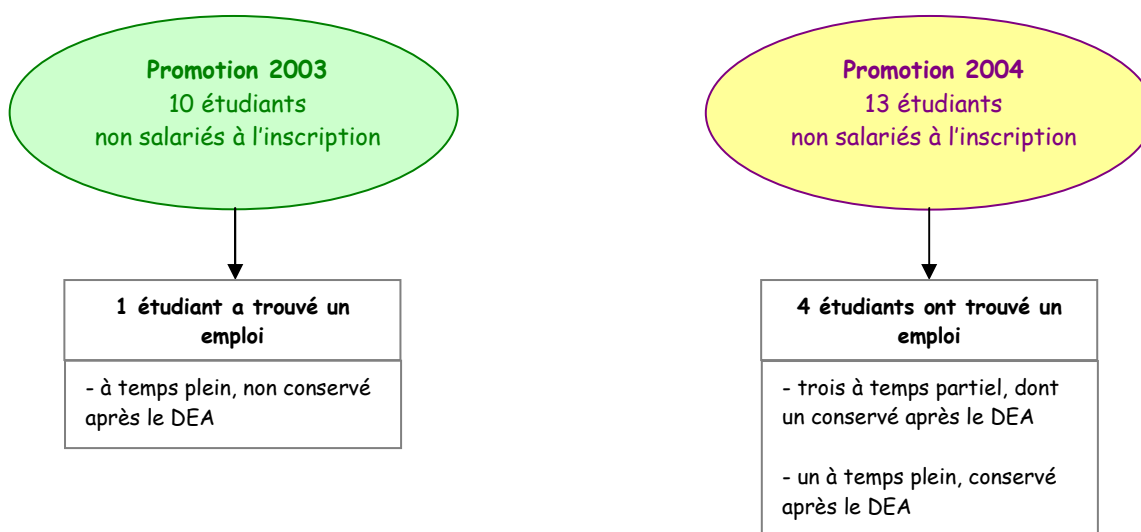 Promotion 2003
10 étudiants
non salariés à l'inscription
1 étudiant a trouvé un
emploi
- à temps plein, non conservé
après le DEA
Promotion 2004
13 étudiants
non salariés à l'inscription
4 étudiants ont trouvé un
emploi
- trois à temps partiel, dont
un conservé après le DEA
- un à temps plein, conservé
après le DEA